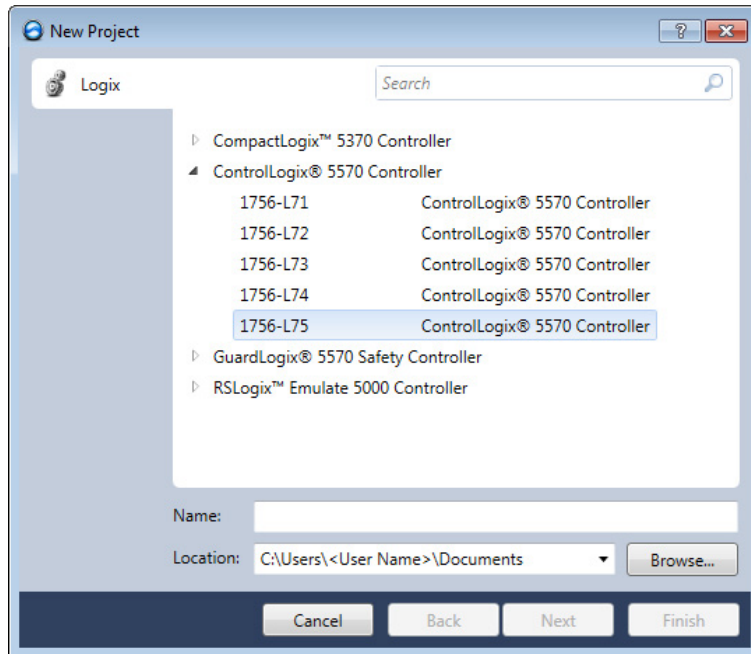 New Project
Logix
Search
CompactLogix™ 5370 Controller
ControlLogix® 5570 Controller
1756-L71 ControlLogix® 5570 Controller
1756-L72 ControlLogix® 5570 Controller
1756-L73 ControlLogix® 5570 Controller
1756-L74 ControlLogix® 5570 Controller
1756-L75 ControlLogix® 5570 Controller
GuardLogix® 5570 Safety Controller
RSLogix™ Emulate 5000 Controller
Name:
Location: C:\Users\<User Name>\Documents Browse...
Cancel Back Next Finish